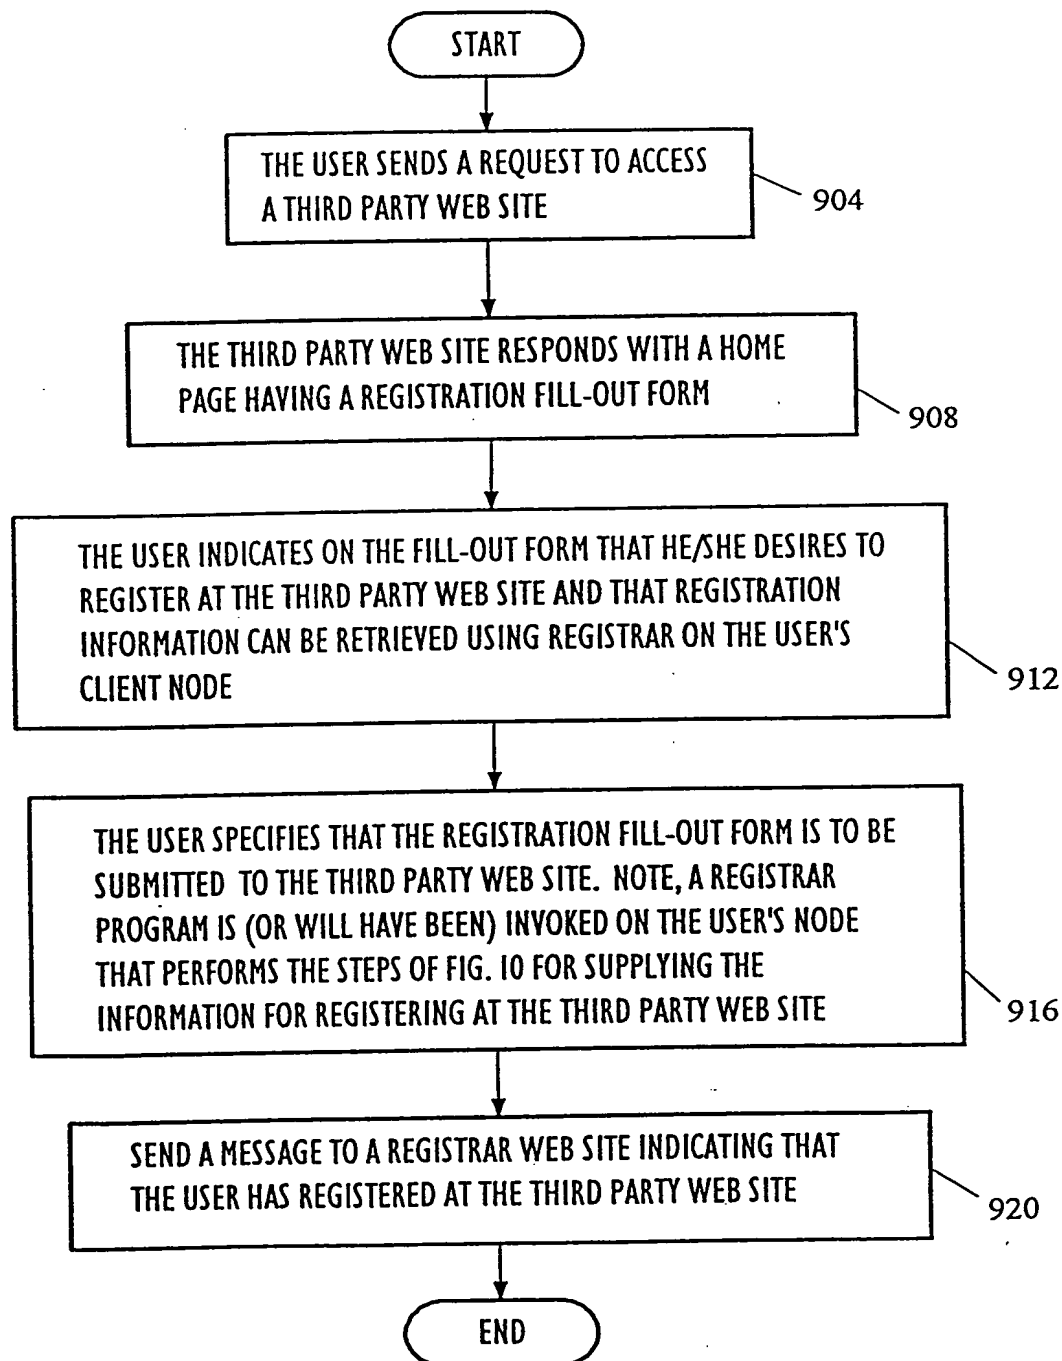 START
THE USER SENDS A REQUEST TO ACCESS
A THIRD PARTY WEB SITE
904
THE THIRD PARTY WEB SITE RESPONDS WITH A HOME
PAGE HAVING A REGISTRATION FILL-OUT FORM
908
THE USER INDICATES ON THE FILL-OUT FORM THAT HE/SHE DESIRES TO
REGISTER AT THE THIRD PARTY WEB SITE AND THAT REGISTRATION
INFORMATION CAN BE RETRIEVED USING REGISTRAR ON THE USER'S
CLIENT NODE
912
THE USER SPECIFIES THAT THE REGISTRATION FILL-OUT FORM IS TO BE
SUBMITTED TO THE THIRD PARTY WEB SITE. NOTE, A REGISTRAR
PROGRAM IS (OR WILL HAVE BEEN) INVOKED ON THE USER'S NODE
THAT PERFORMS THE STEPS OF FIG. 10 FOR SUPPLYING THE
INFORMATION FOR REGISTERING AT THE THIRD PARTY WEB SITE
916
SEND A MESSAGE TO A REGISTRAR WEB SITE INDICATING THAT
THE USER HAS REGISTERED AT THE THIRD PARTY WEB SITE
920
END